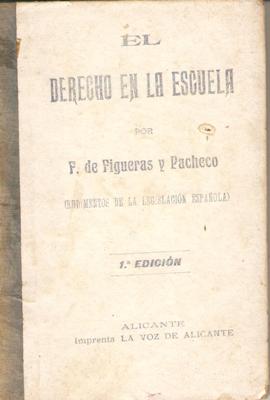 EL
DERECHO EN LA ESCUELA
POR
F. de Figueras y Pacheco
(RUDIMENTOS DE LA LEGISLACIÓN ESPAÑOLA)
1.ª EDICIÓN
ALICANTE
Imprenta LA VOZ DE ALICANTE